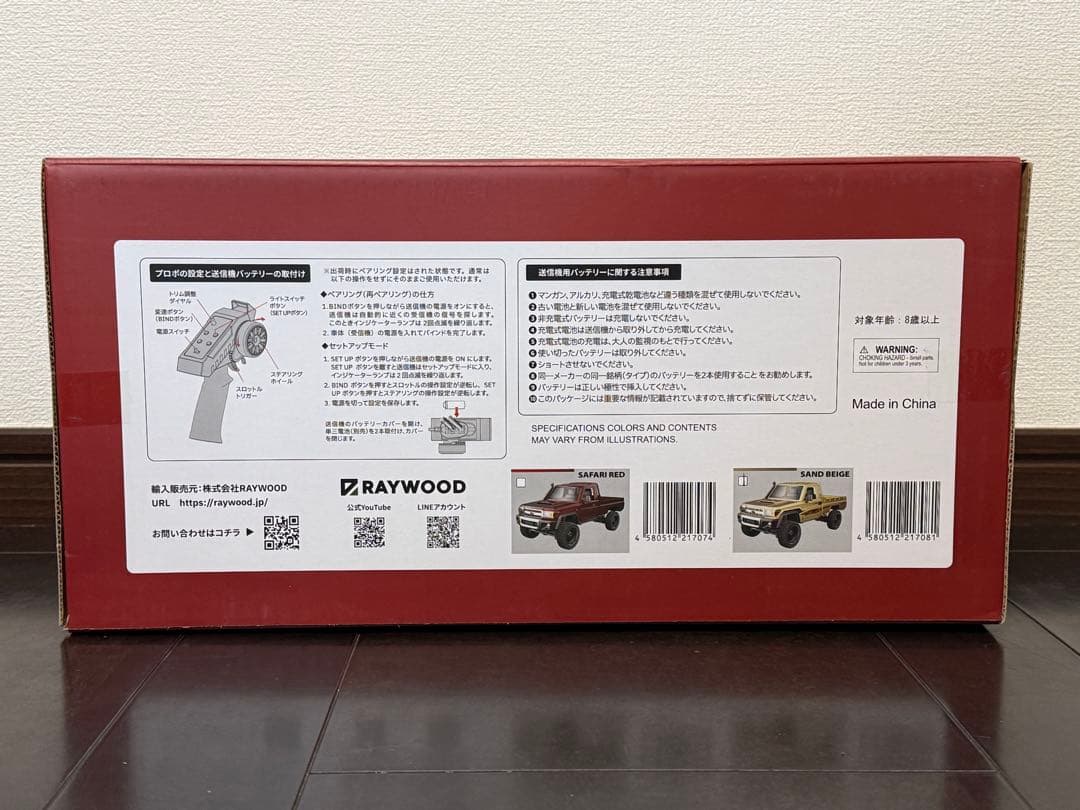 プロポの設定と送信機バッテリーの取付け
トリム調整
ダイヤル
変速ボタン
(BINDボタン)
電源スイッチ
ライトスイッチ
ボタン
(SET UPボタン)
ステアリング
ホイール
スロットル
トリガー
※出荷時にペアリング設定はされた状態です。通常は
以下の操作をせずにそのままご使用いただけます。
◆ペアリング(再ペアリング)の仕方
1. BINDボタンを押しながら送信機の電源をオンにすると、
送信機は自動的に近くの受信機の信号を探します。
このときインジケーターランプは2回点滅を繰り返します。
2. 車体(受信機)の電源を入れてバインドを完了します。
◆セットアップモード
1. SET UP ボタンを押しながら送信機の電源を ON にします。
SET UP ボタンを離すと送信機はセットアップモードに入り、
インジケーターランプは2回点滅を繰り返します。
2. BIND ボタンを押すとスロットルの操作設定が逆転し、SET
UP ボタンを押すとステアリングの操作設定が逆転します。
3. 電源を切って設定を保存します。
送信機のバッテリーカバーを開け、
単三電池(別売)を2本取付け、カバー
を閉じます。
送信機用バッテリーに関する注意事項
❶マンガン、アルカリ、充電式乾電池など違う種類を混ぜて使用しないでください。
❷古い電池と新しい電池を混ぜて使用しないでください。
❸非充電式バッテリーは充電しないでください。
❹充電式電池は送信機から取り外してから充電してください。
❺充電式電池の充電は、大人の監視のもとで行ってください。
❻使い切ったバッテリーは取り外してください。
❼ショートさせないでください。
❽同一メーカーの同一銘柄(タイプ)のバッテリーを2本使用することをお勧めします。
❾バッテリーは正しい極性で挿入してください。
❿このパッケージには重要な情報が記載されていますので、捨てずに保管してください。
SPECIFICATIONS COLORS AND CONTENTS
MAY VARY FROM ILLUSTRATIONS.
対象年齢:8歳以上
WARNING:
CHOKING HAZARD - Small parts.
Not for children under 3 years.
Made in China
輸入販売元:株式会社RAYWOOD
URL https://raywood.jp/
お問い合わせはコチラ ▶
RAYWOOD
公式YouTube
LINEアカウント
SAFARI RED
4 580512 217074
SAND BEIGE
4 580512 217081